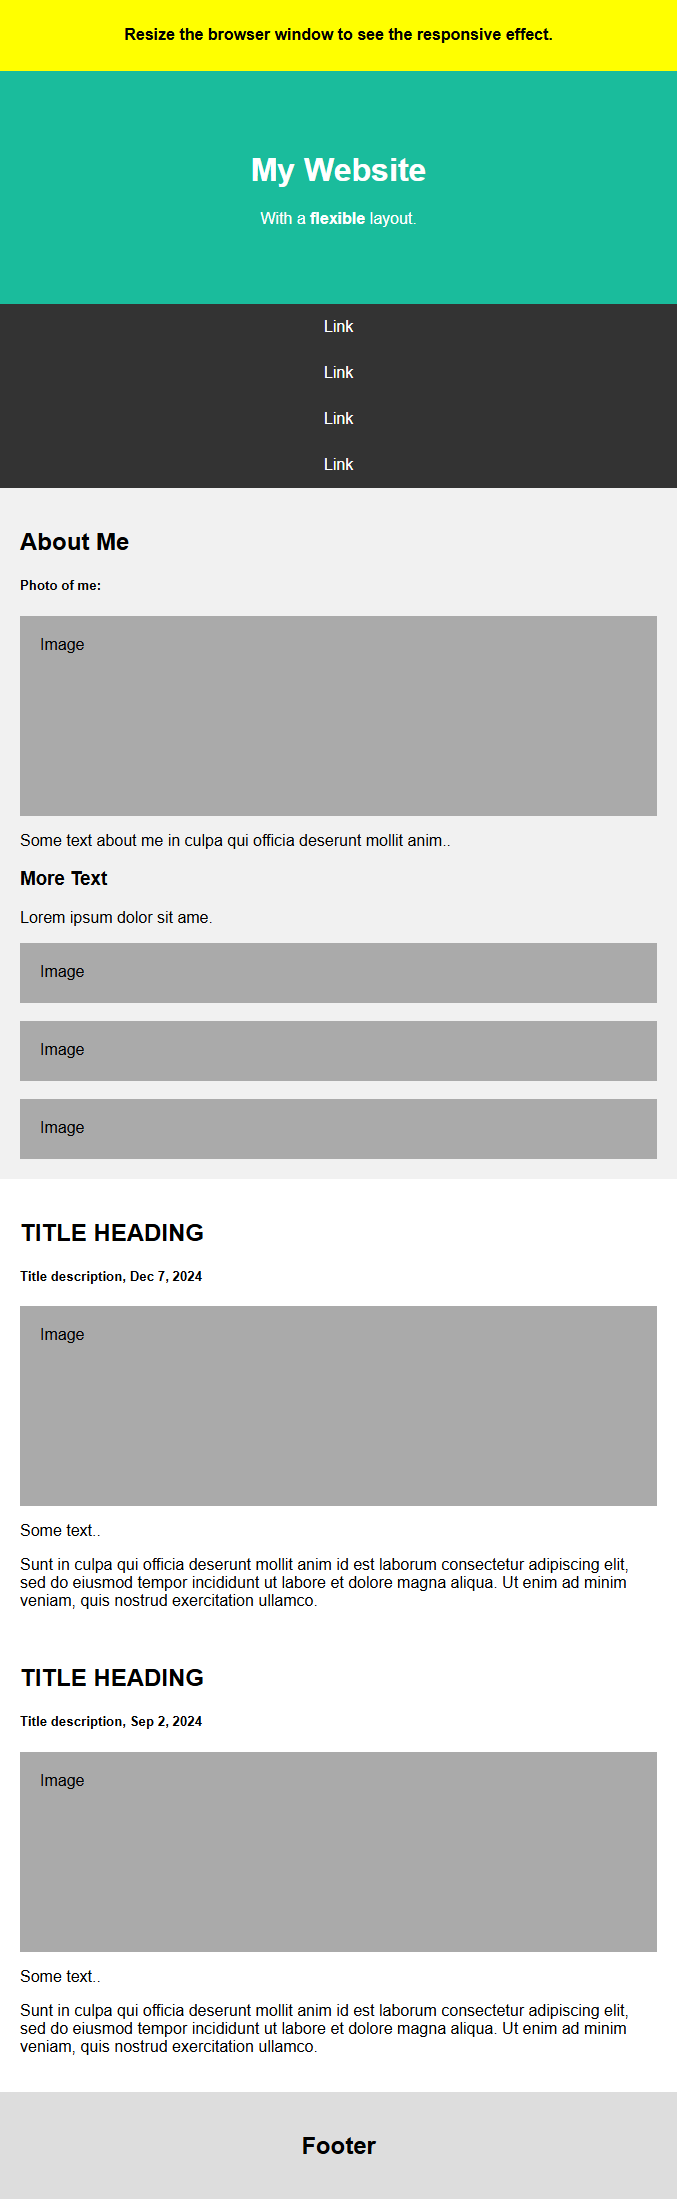 Resize the browser window to see the responsive effect.
My Website
With a flexible layout.
Link
Link
Link
Link
About Me
Photo of me:
Image
Some text about me in culpa qui officia deserunt mollit anim..
More Text
Lorem ipsum dolor sit ame.
Image
Image
Image
TITLE HEADING
Title description, Dec 7, 2024
Image
Some text..
Sunt in culpa qui officia deserunt mollit anim id est laborum consectetur adipiscing elit,
sed do eiusmod tempor incididunt ut labore et dolore magna aliqua. Ut enim ad minim
veniam, quis nostrud exercitation ullamco.
TITLE HEADING
Title description, Sep 2, 2024
Image
Some text..
Sunt in culpa qui officia deserunt mollit anim id est laborum consectetur adipiscing elit,
sed do eiusmod tempor incididunt ut labore et dolore magna aliqua. Ut enim ad minim
veniam, quis nostrud exercitation ullamco.
Footer